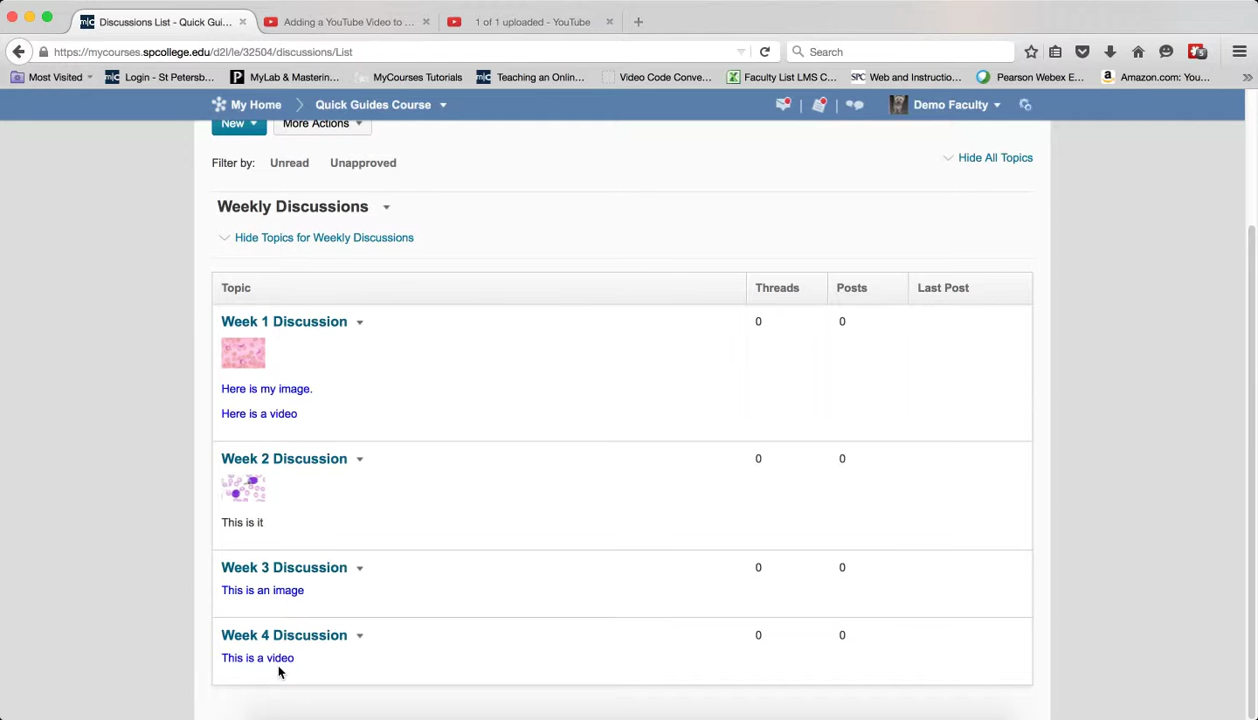 Discussions List - Quick Gui...
Adding a YouTube Video to ...
1 of 1 uploaded - YouTube
https://mycourses.spcollege.edu/d2l/le/32504/discussions/List
Search
5
Most Visited
Login - St Petersb...
MyLab & Masterin...
MyCourses Tutorials
Teaching an Onlin...
Video Code Conve...
Faculty List LMS C...
Web and Instructio...
Pearson Webex E...
Amazon.com: You...
My Home
Quick Guides Course
Demo Faculty
New
More Actions
Filter by:
Unread
Unapproved
Hide All Topics
Weekly Discussions
Hide Topics for Weekly Discussions
Topic Threads Posts Last Post
Week 1 Discussion 0 0
Here is my image.
Here is a video
Week 2 Discussion 0 0
This is it
Week 3 Discussion 0 0
This is an image
Week 4 Discussion 0 0
This is a video